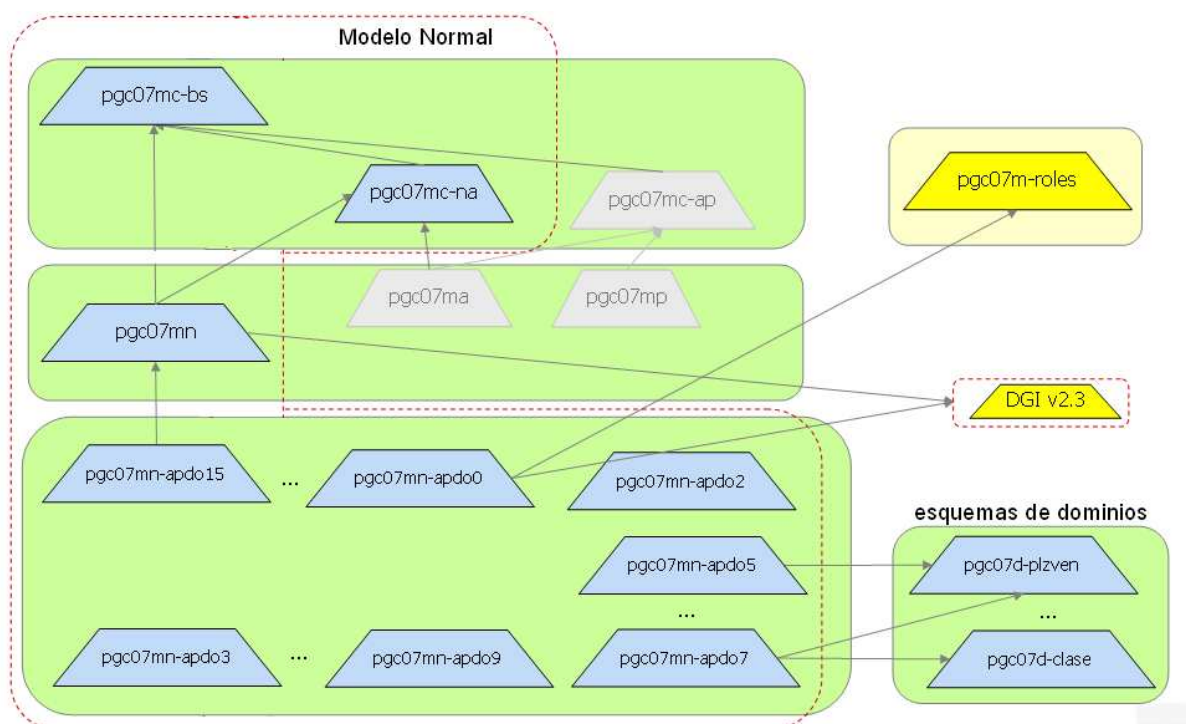 Modelo Normal
pgc07mc-bs
pgc07mc-na
pgc07mc-ap
pgc07m-roles
pgc07ma
pgc07mp
pgc07mn
DGI v2.3
pgc07mn-apdo15
...
pgc07mn-apdo0
pgc07mn-apdo2
esquemas de dominios
pgc07mn-apdo5
pgc07d-plzven
...
...
pgc07mn-apdo3
...
pgc07mn-apdo9
pgc07mn-apdo7
pgc07d-clase